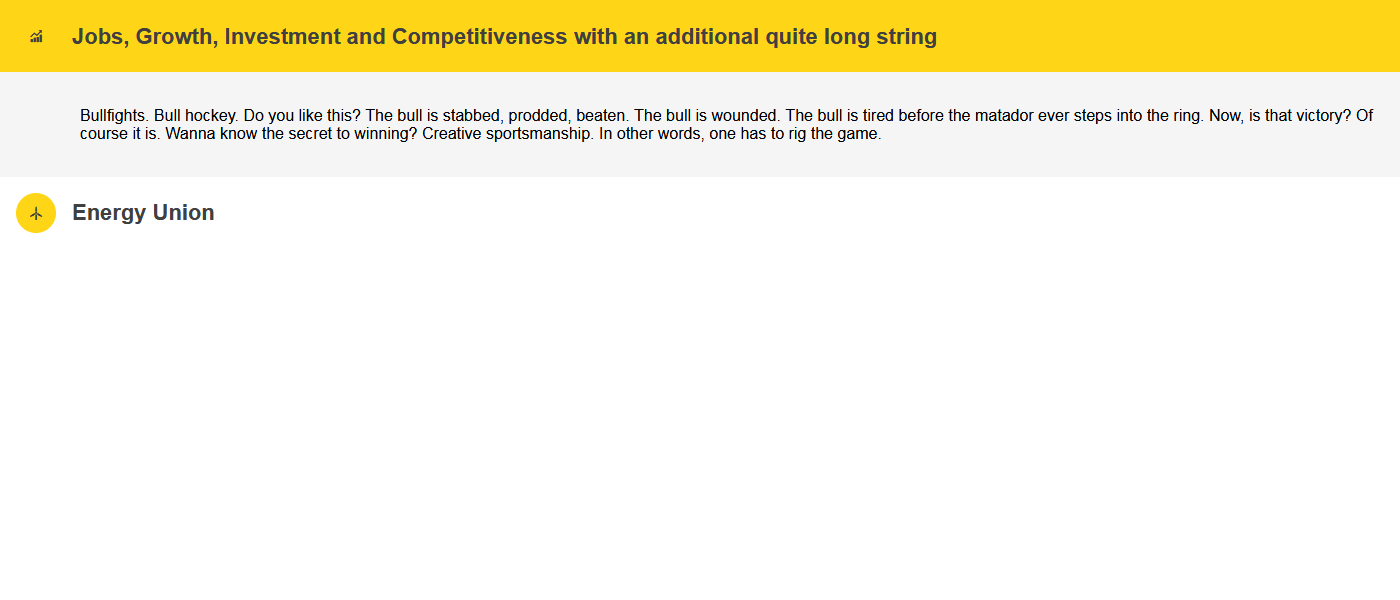 Jobs, Growth, Investment and Competitiveness with an additional quite long string
Bullfights. Bull hockey. Do you like this? The bull is stabbed, prodded, beaten. The bull is wounded. The bull is tired before the matador ever steps into the ring. Now, is that victory? Of
course it is. Wanna know the secret to winning? Creative sportsmanship. In other words, one has to rig the game.
Energy Union